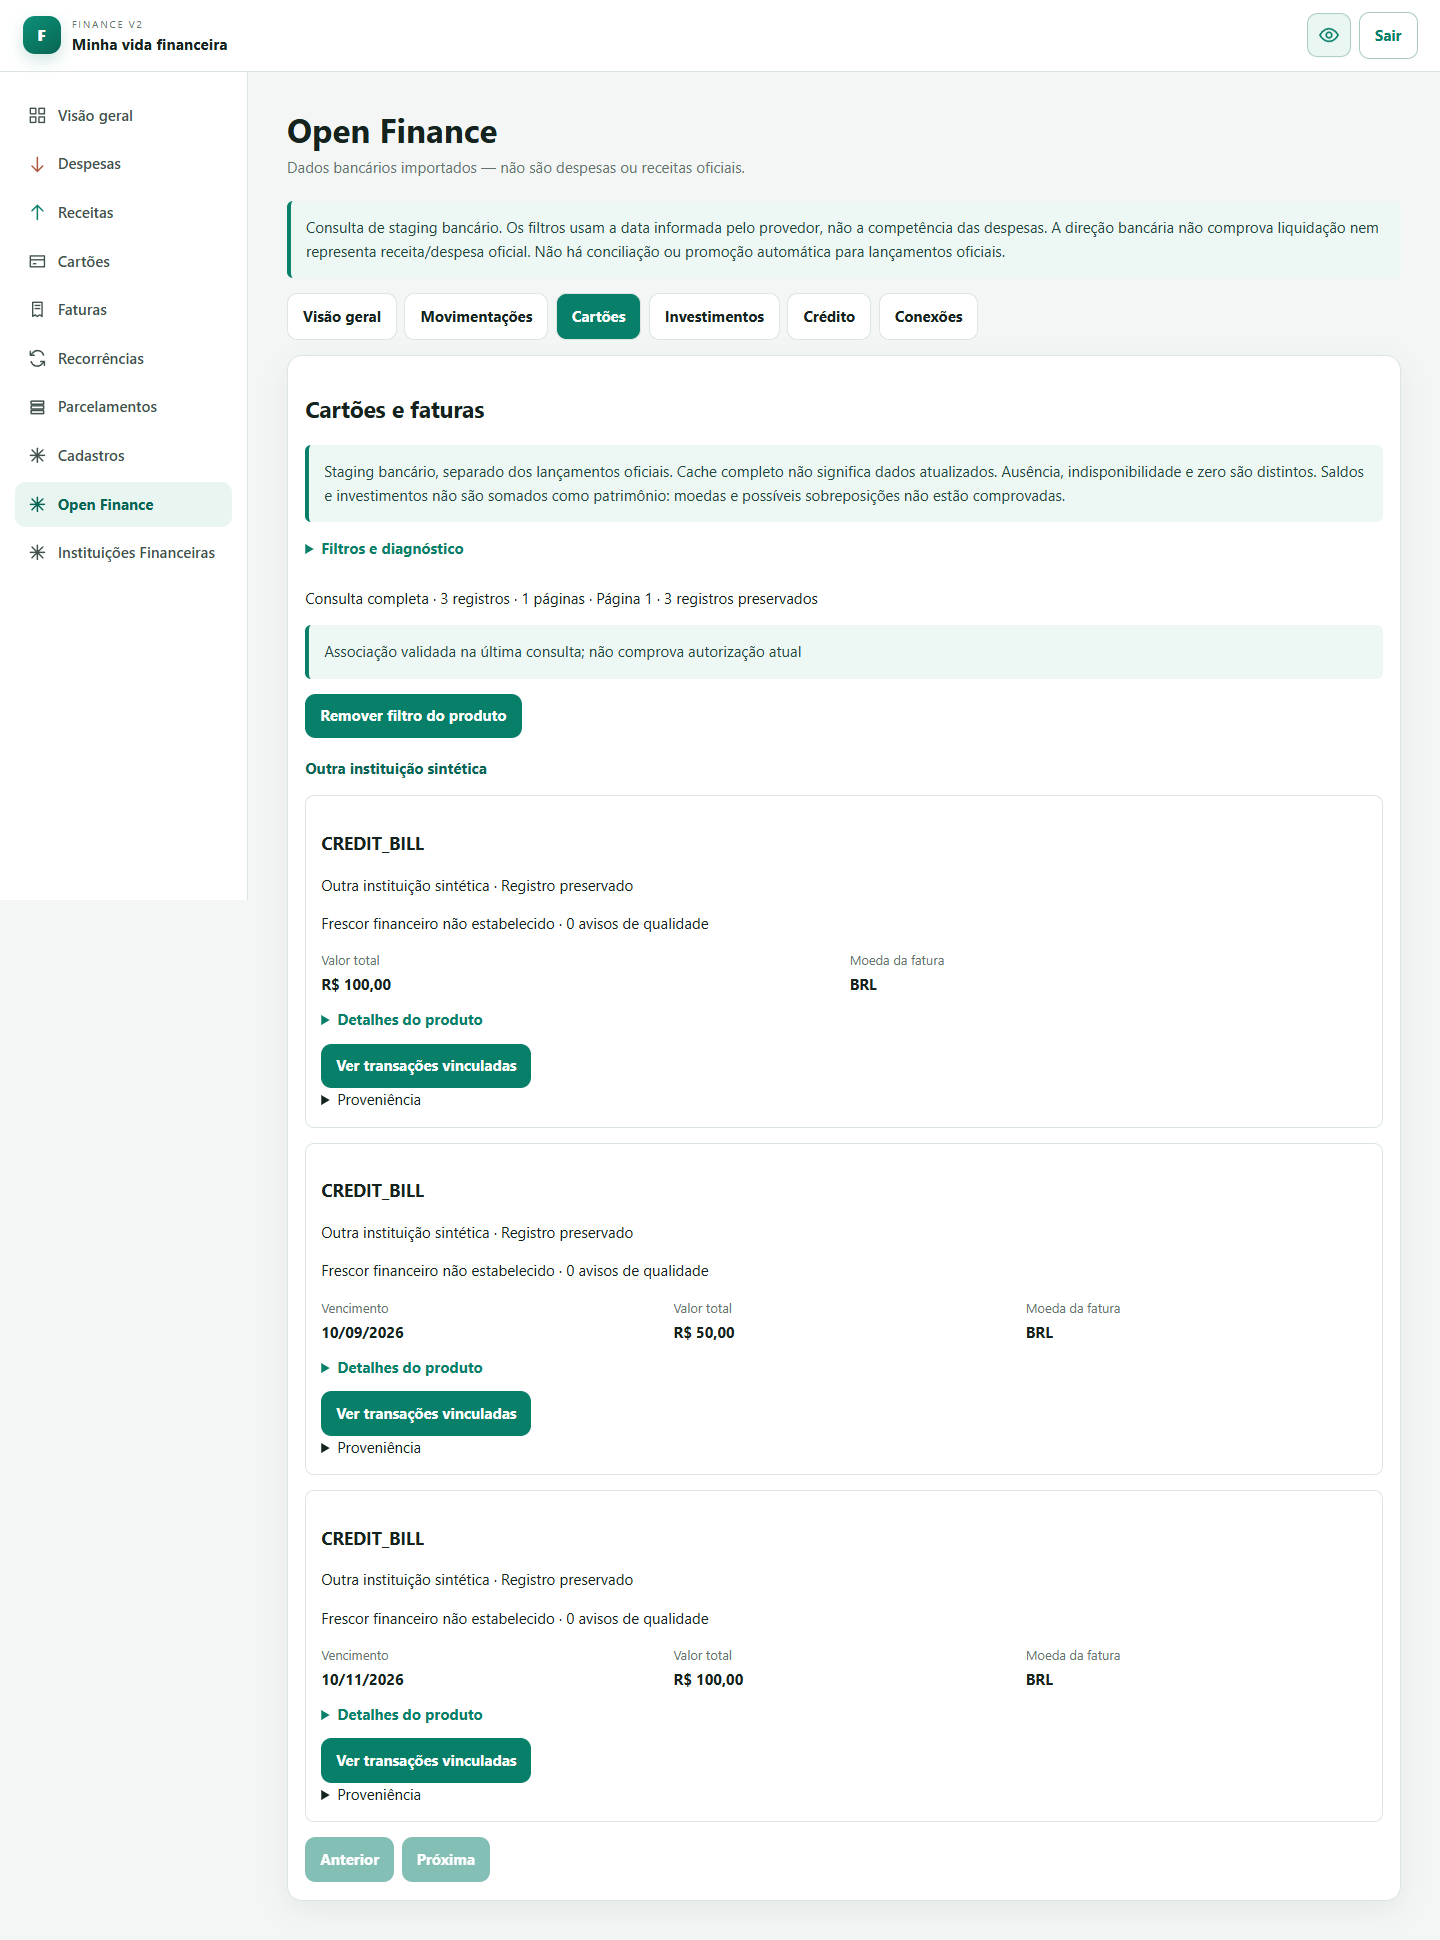 F
FINANCE V2
Minha vida financeira
Sair
Visão geral
Despesas
Receitas
Cartões
Faturas
Recorrências
Parcelamentos
Cadastros
Open Finance
Instituições Financeiras
Open Finance
Dados bancários importados — não são despesas ou receitas oficiais.
Consulta de staging bancário. Os filtros usam a data informada pelo provedor, não a competência das despesas. A direção bancária não comprova liquidação nem
representa receita/despesa oficial. Não há conciliação ou promoção automática para lançamentos oficiais.
Visão geral
Movimentações
Cartões
Investimentos
Crédito
Conexões
Cartões e faturas
Staging bancário, separado dos lançamentos oficiais. Cache completo não significa dados atualizados. Ausência, indisponibilidade e zero são distintos. Saldos
e investimentos não são somados como patrimônio: moedas e possíveis sobreposições não estão comprovadas.
Filtros e diagnóstico
Consulta completa · 3 registros · 1 páginas · Página 1 · 3 registros preservados
Associação validada na última consulta; não comprova autorização atual
Remover filtro do produto
Outra instituição sintética
CREDIT_BILL
Outra instituição sintética · Registro preservado
Frescor financeiro não estabelecido · 0 avisos de qualidade
Valor total
Moeda da fatura
R$ 100,00
BRL
Detalhes do produto
Ver transações vinculadas
Proveniência
CREDIT_BILL
Outra instituição sintética · Registro preservado
Frescor financeiro não estabelecido · 0 avisos de qualidade
Vencimento
Valor total
Moeda da fatura
10/09/2026
R$ 50,00
BRL
Detalhes do produto
Ver transações vinculadas
Proveniência
CREDIT_BILL
Outra instituição sintética · Registro preservado
Frescor financeiro não estabelecido · 0 avisos de qualidade
Vencimento
Valor total
Moeda da fatura
10/11/2026
R$ 100,00
BRL
Detalhes do produto
Ver transações vinculadas
Proveniência
Anterior
Próxima